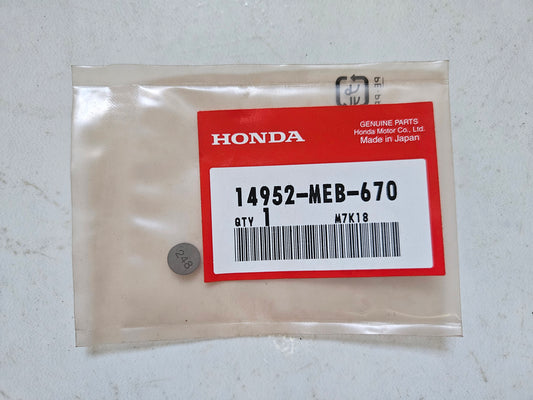 HONDA
GENUINE PARTS
Honda Motor Co., Ltd.
Made in Japan
14952-MEB-670
QTY 1 M7K18
248